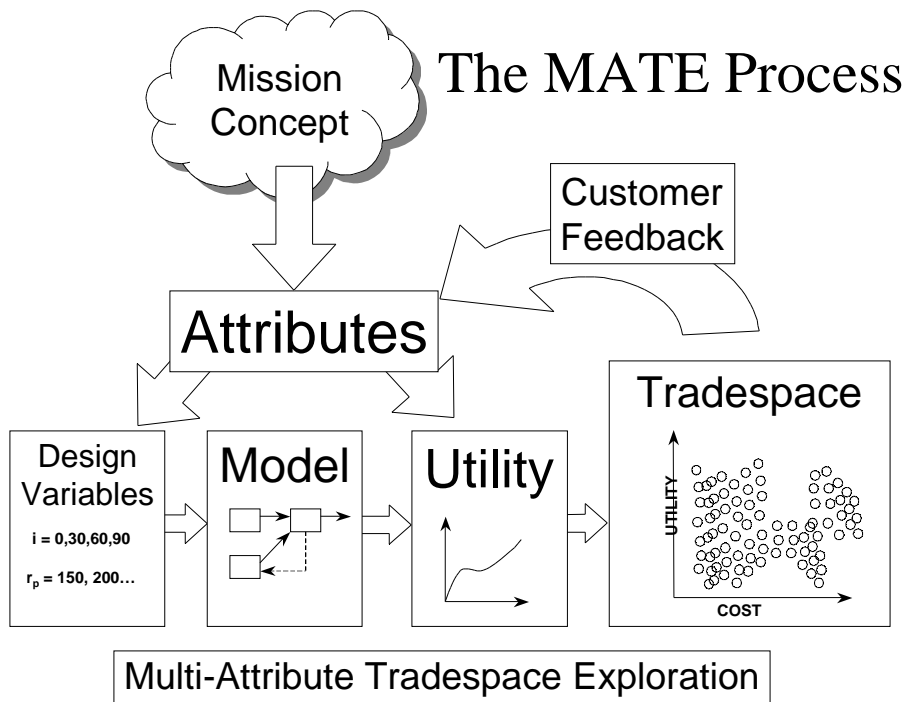 The MATE Process
Mission
Concept
Customer
Feedback
Attributes
Design
Variables
i = 0,30,60,90
rp = 150, 200…
Model
Utility
Tradespace
UTILITY
COST
Multi-Attribute Tradespace Exploration